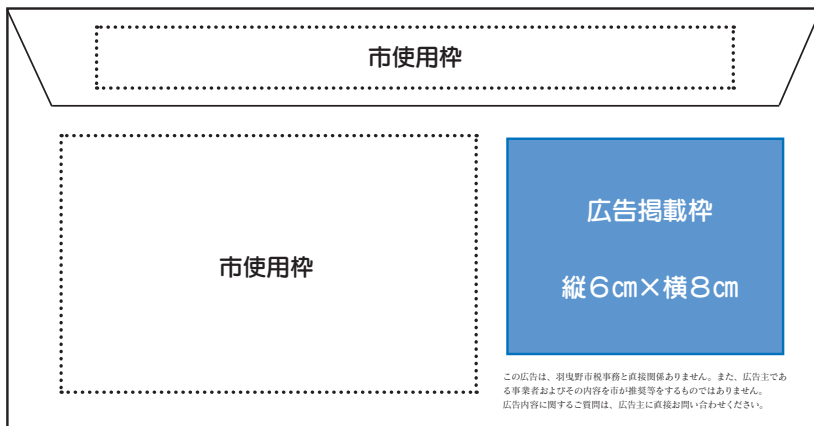 市使用枠
市使用枠
広告掲載枠
縦６㎝×横８㎝
この広告は、羽曳野市税事務と直接関係ありません。また、広告主であ
る事業者およびその内容を市が推奨等をするものではありません。
広告内容に関するご質問は、広告主に直接お問い合わせください。